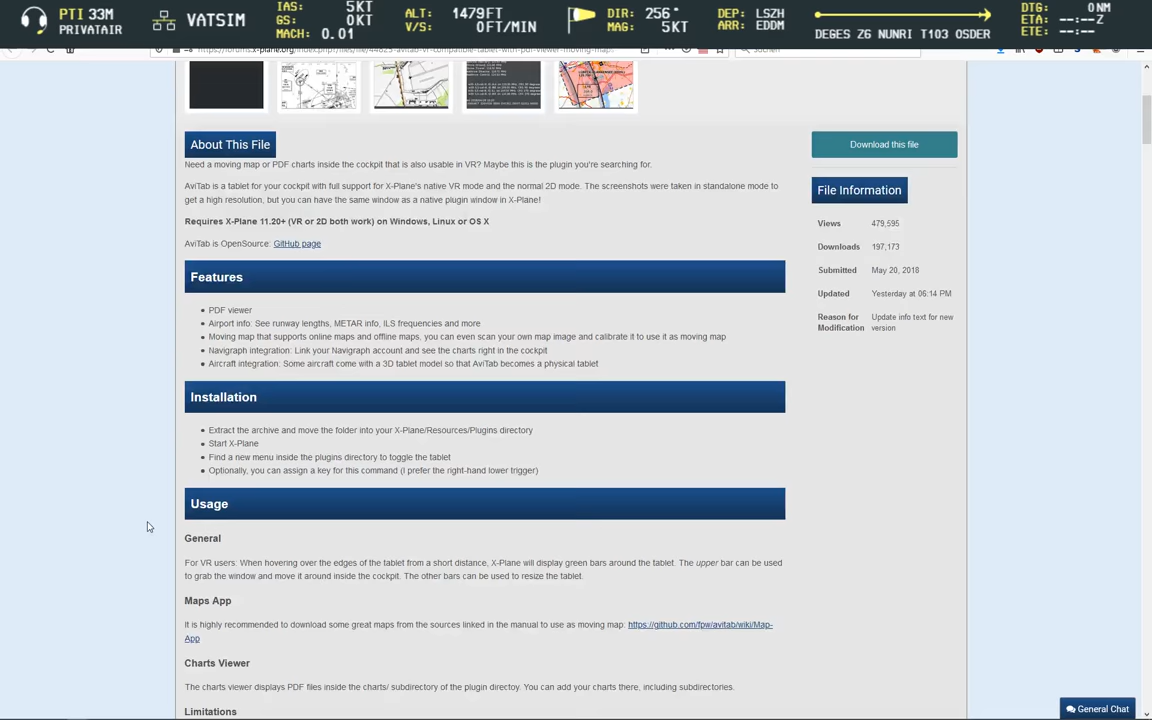 PTI 33M
PRIVATAIR
VATSIM
IAS: 5KT
GS: 0KT
MACH: 0.01
ALT: 1479FT
V/S: 0FT/MIN
DIR: 256°
MAG: 5KT
DEP: LSZH
ARR: EDDM
DEGES Z6 NUNRI T103 OSDER
DTG: 0NM
ETA: --:--Z
ETE: --:--
About This File
Need a moving map or PDF charts inside the cockpit that is also usable in VR? Maybe this is the plugin you're searching for.
AviTab is a tablet for your cockpit with full support for X-Plane's native VR mode and the normal 2D mode. The screenshots were taken in standalone mode to
get a high resolution, but you can have the same window as a native plugin window in X-Plane!
Requires X-Plane 11.20+ (VR or 2D both work) on Windows, Linux or OS X
AviTab is OpenSource: GitHub page
Features
• PDF viewer
• Airport info: See runway lengths, METAR info, ILS frequencies and more
• Moving map that supports online maps and offline maps, you can even scan your own map image and calibrate it to use it as moving map
• Navigraph integration: Link your Navigraph account and see the charts right in the cockpit
• Aircraft integration: Some aircraft come with a 3D tablet model so that AviTab becomes a physical tablet
Installation
• Extract the archive and move the folder into your X-Plane/Resources/Plugins directory
• Start X-Plane
• Find a new menu inside the plugins directory to toggle the tablet
• Optionally, you can assign a key for this command (I prefer the right-hand lower trigger)
Usage
General
For VR users: When hovering over the edges of the tablet from a short distance, X-Plane will display green bars around the tablet. The upper bar can be used
to grab the window and move it around inside the cockpit. The other bars can be used to resize the tablet.
Maps App
It is highly recommended to download some great maps from the sources linked in the manual to use as moving map: https://github.com/fpw/avitab/wiki/Map-
App
Charts Viewer
The charts viewer displays PDF files inside the charts/ subdirectory of the plugin directoy. You can add your charts there, including subdirectories.
Limitations
Download this file
File Information
Views 479,595
Downloads 197,173
Submitted May 20, 2018
Updated Yesterday at 06:14 PM
Reason for Update info text for new
Modification version
General Chat